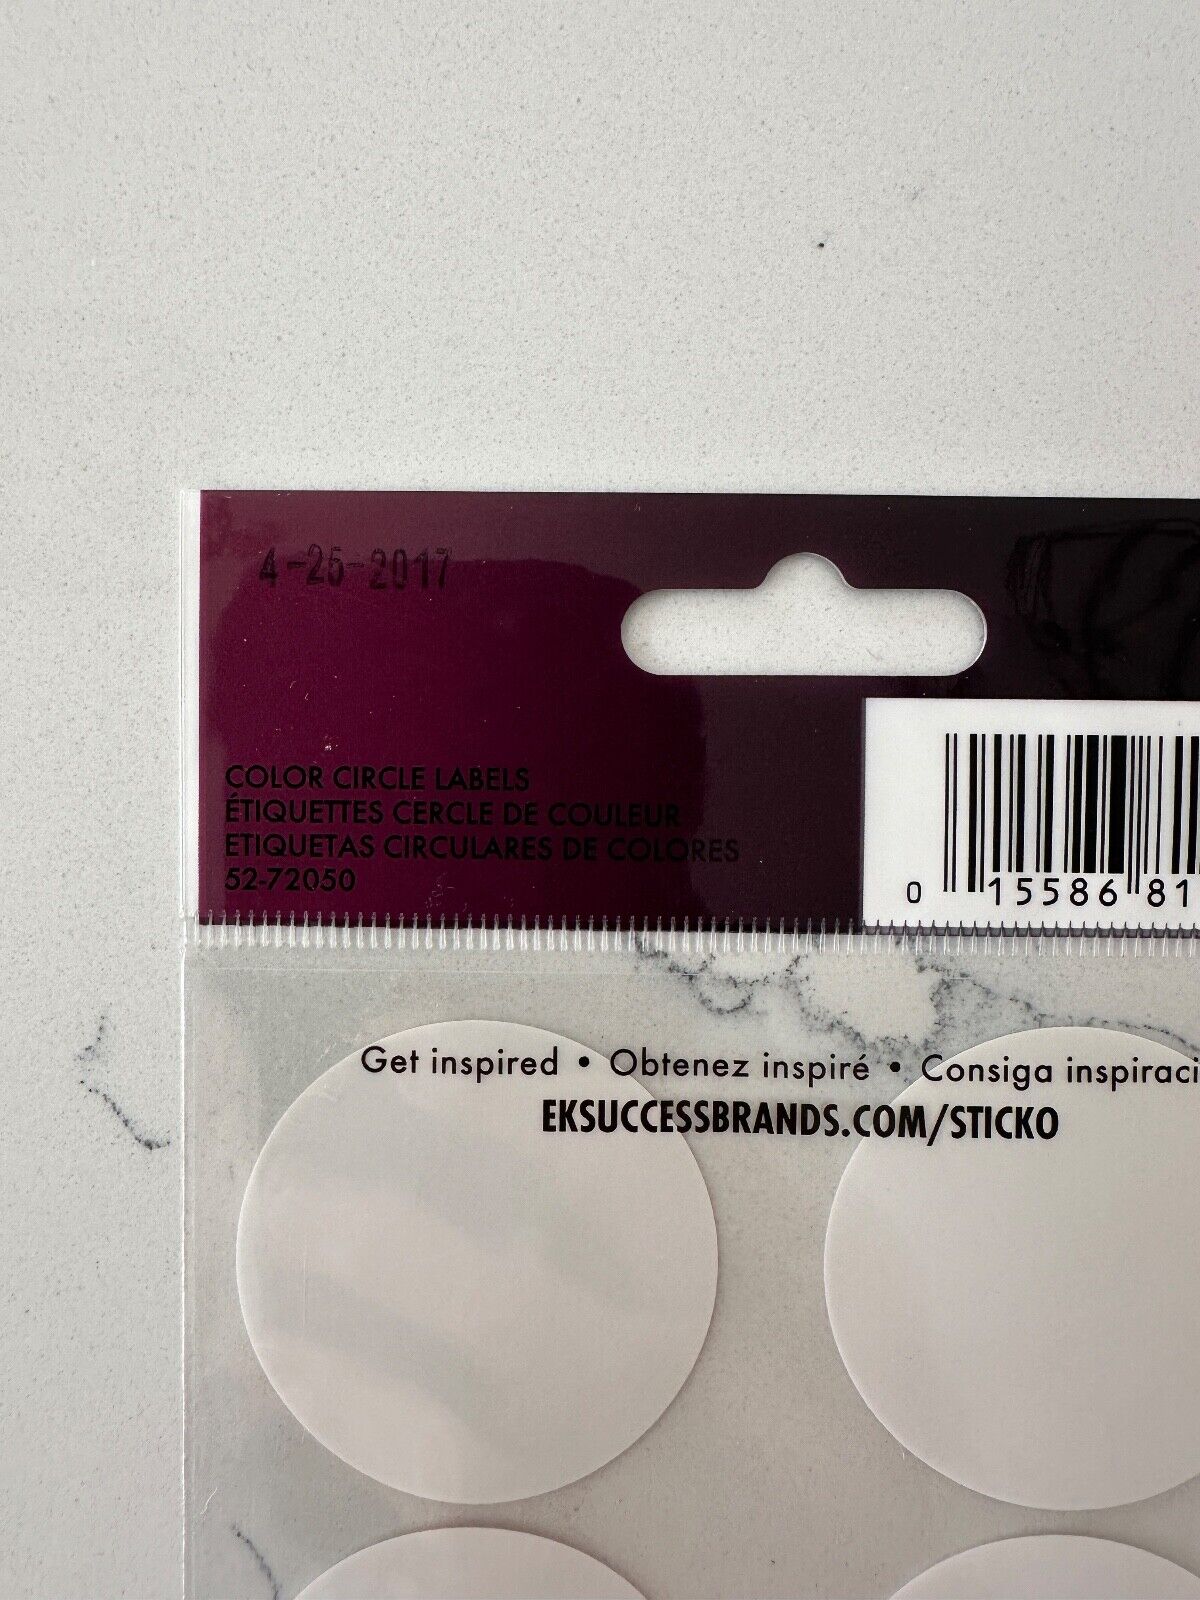 4-25-2017
COLOR CIRCLE LABELS
ÉTIQUETTES CERCLE DE COULEUR
ETIQUETAS CIRCULARES DE COLORES
52-72050
0 15586 81
Get inspired • Obtenez inspiré • Consiga inspiraci
EKSUCCESSBRANDS.COM/STICKO